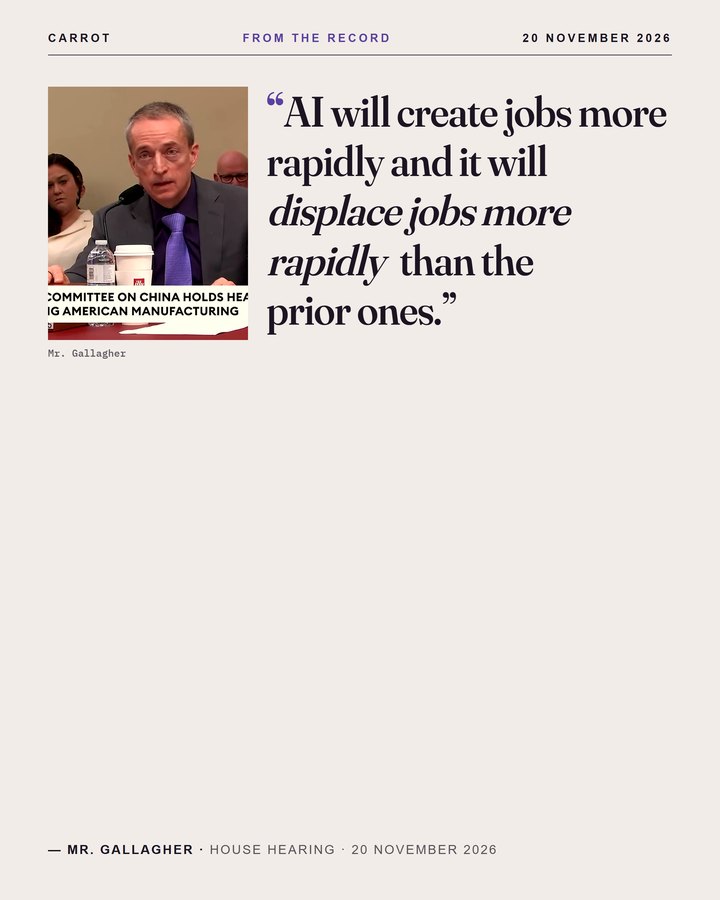 CARROT
FROM THE RECORD
20 NOVEMBER 2026
“AI will create jobs more
rapidly and it will
displace jobs more
rapidly than the
prior ones.”
COMMITTEE ON CHINA HOLDS HEA
NG AMERICAN MANUFACTURING
Mr. Gallagher
— MR. GALLAGHER · HOUSE HEARING · 20 NOVEMBER 2026